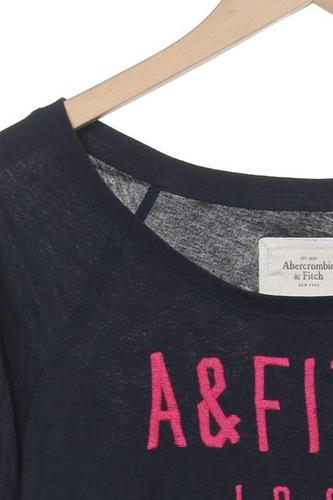 EST. 1892
Abercrombie
& Fitch
NEW YORK
A&FIT